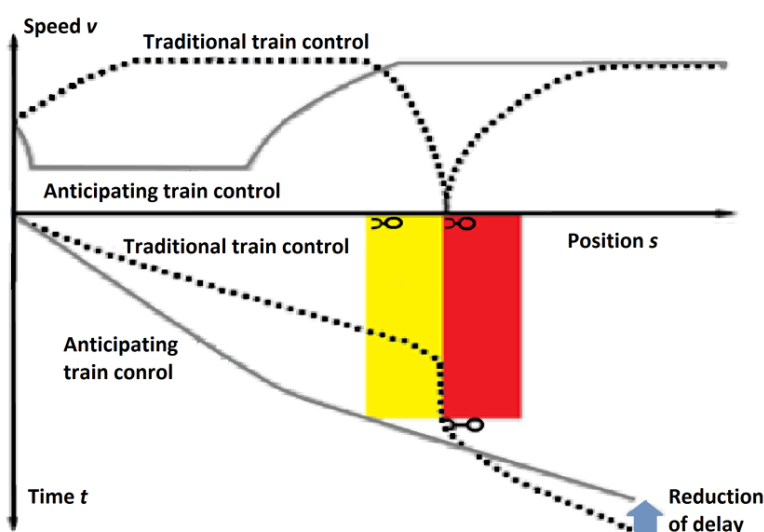 Speed v
Traditional train control
Anticipating train control
Traditional train control
Position s
Anticipating
train conrol
Time t
Reduction
of delay